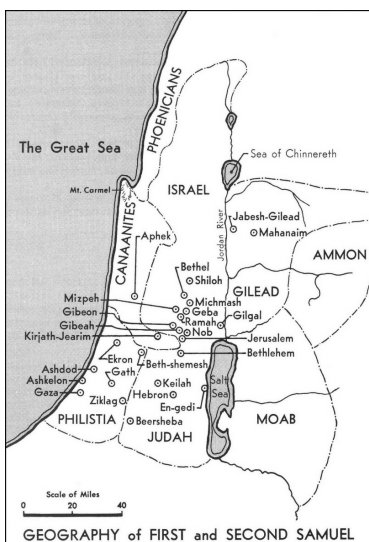 PHOENICIANS
The Great Sea
Sea of Chinnereth
Mt. Carmel
ISRAEL
CANAANITES
Aphek
Jordan River
Jabesh-Gilead
Mahanaim
AMMON
Bethel
Shiloh
GILEAD
Mizpeh
Michmash
Gibeon
Geba
Ramah
Gilgal
Gibeah
Nob
Kirjath-Jearim
Jerusalem
Bethlehem
Ekron
Beth-shemesh
Ashdod
Gath
Ashkelon
Keilah
Salt
Sea
Gaza
Hebron
En-gedi
Ziklag
MOAB
PHILISTIA
Beersheba
JUDAH
Scale of Miles
0 20 40
GEOGRAPHY of FIRST and SECOND SAMUEL